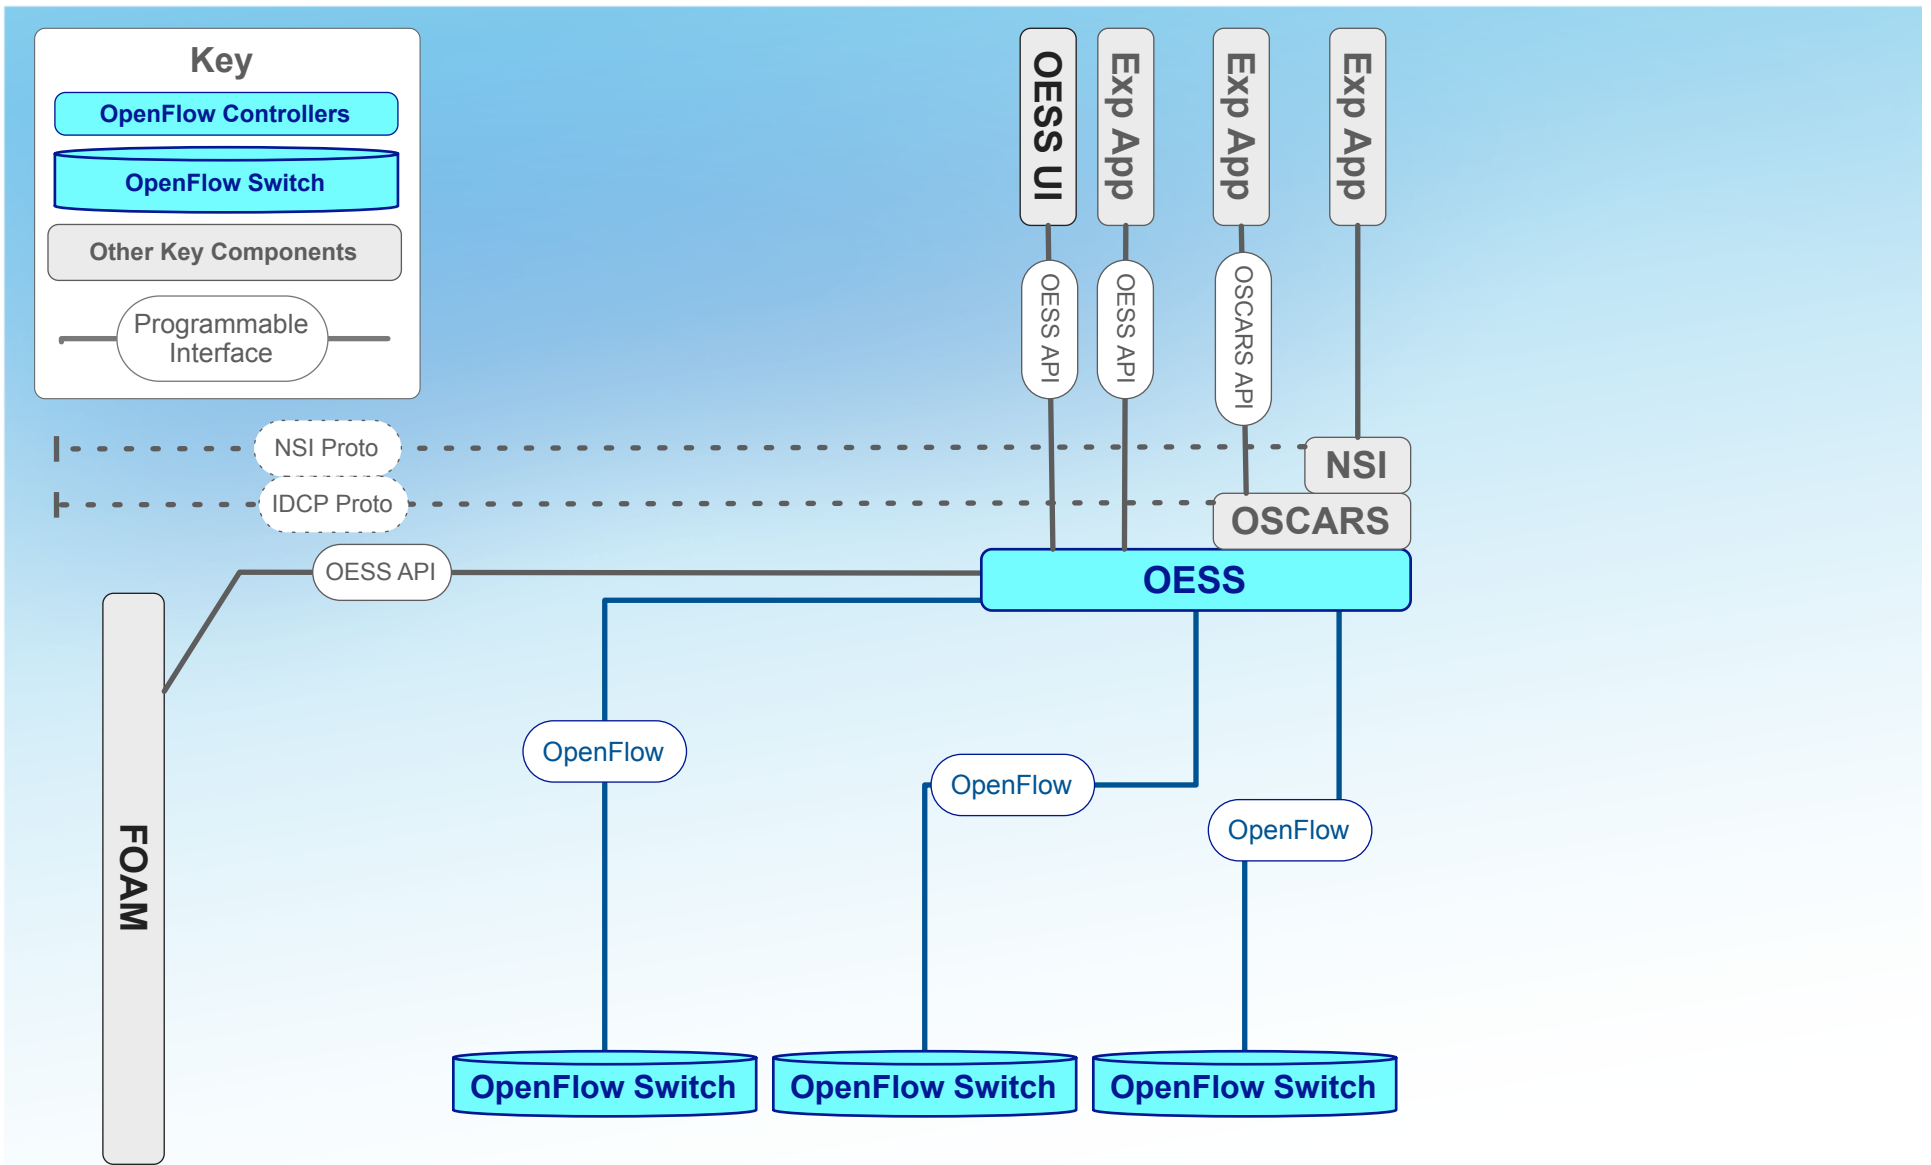 Key
OpenFlow Controllers
OpenFlow Switch
Other Key Components
Programmable
Interface
OESS UI
Exp App
Exp App
Exp App
OESS API
OESS API
OSCARS API
NSI Proto
NSI
IDCP Proto
OSCARS
OESS API
OESS
OpenFlow
OpenFlow
OpenFlow
FOAM
OpenFlow Switch
OpenFlow Switch
OpenFlow Switch